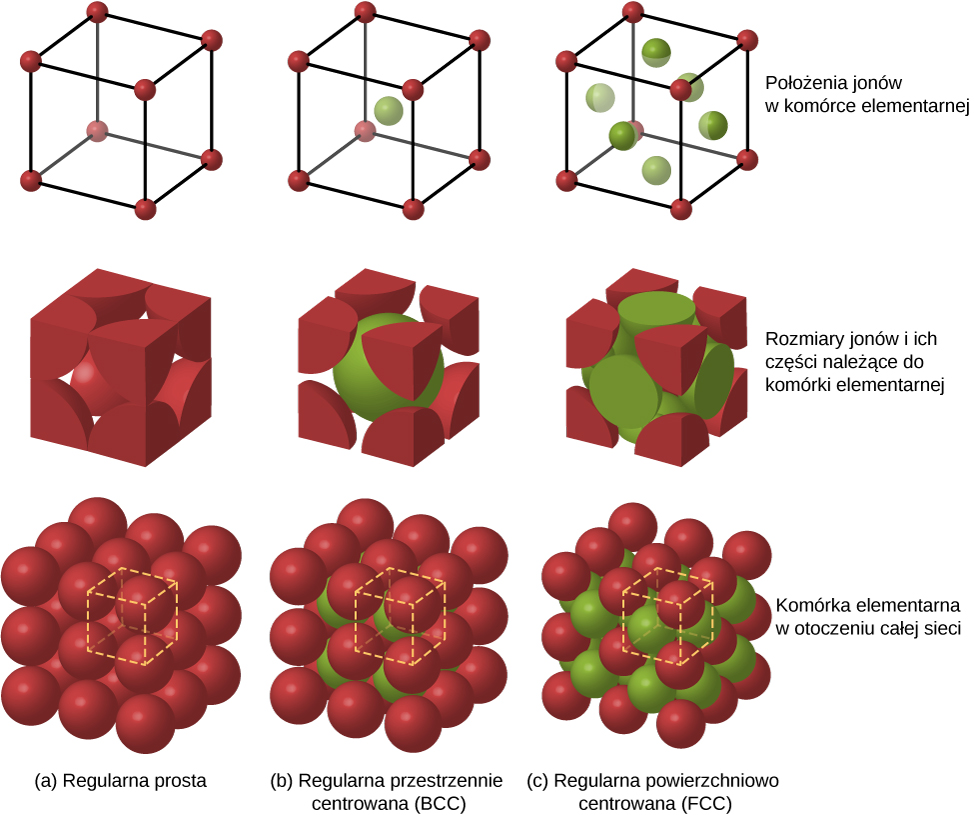 Położenia jonów
w komórce elementarnej
Rozmiary jonów i ich
części należące do
komórki elementarnej
Komórka elementarna
w otoczeniu całej sieci
(a) Regularna prosta
(b) Regularna przestrzennie
centrowana (BCC)
(c) Regularna powierzchniowo
centrowana (FCC)